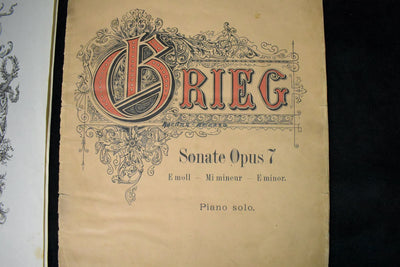 GRIEG
Sonate Opus 7
E moll – Mi mineur – E minor.
Piano solo.